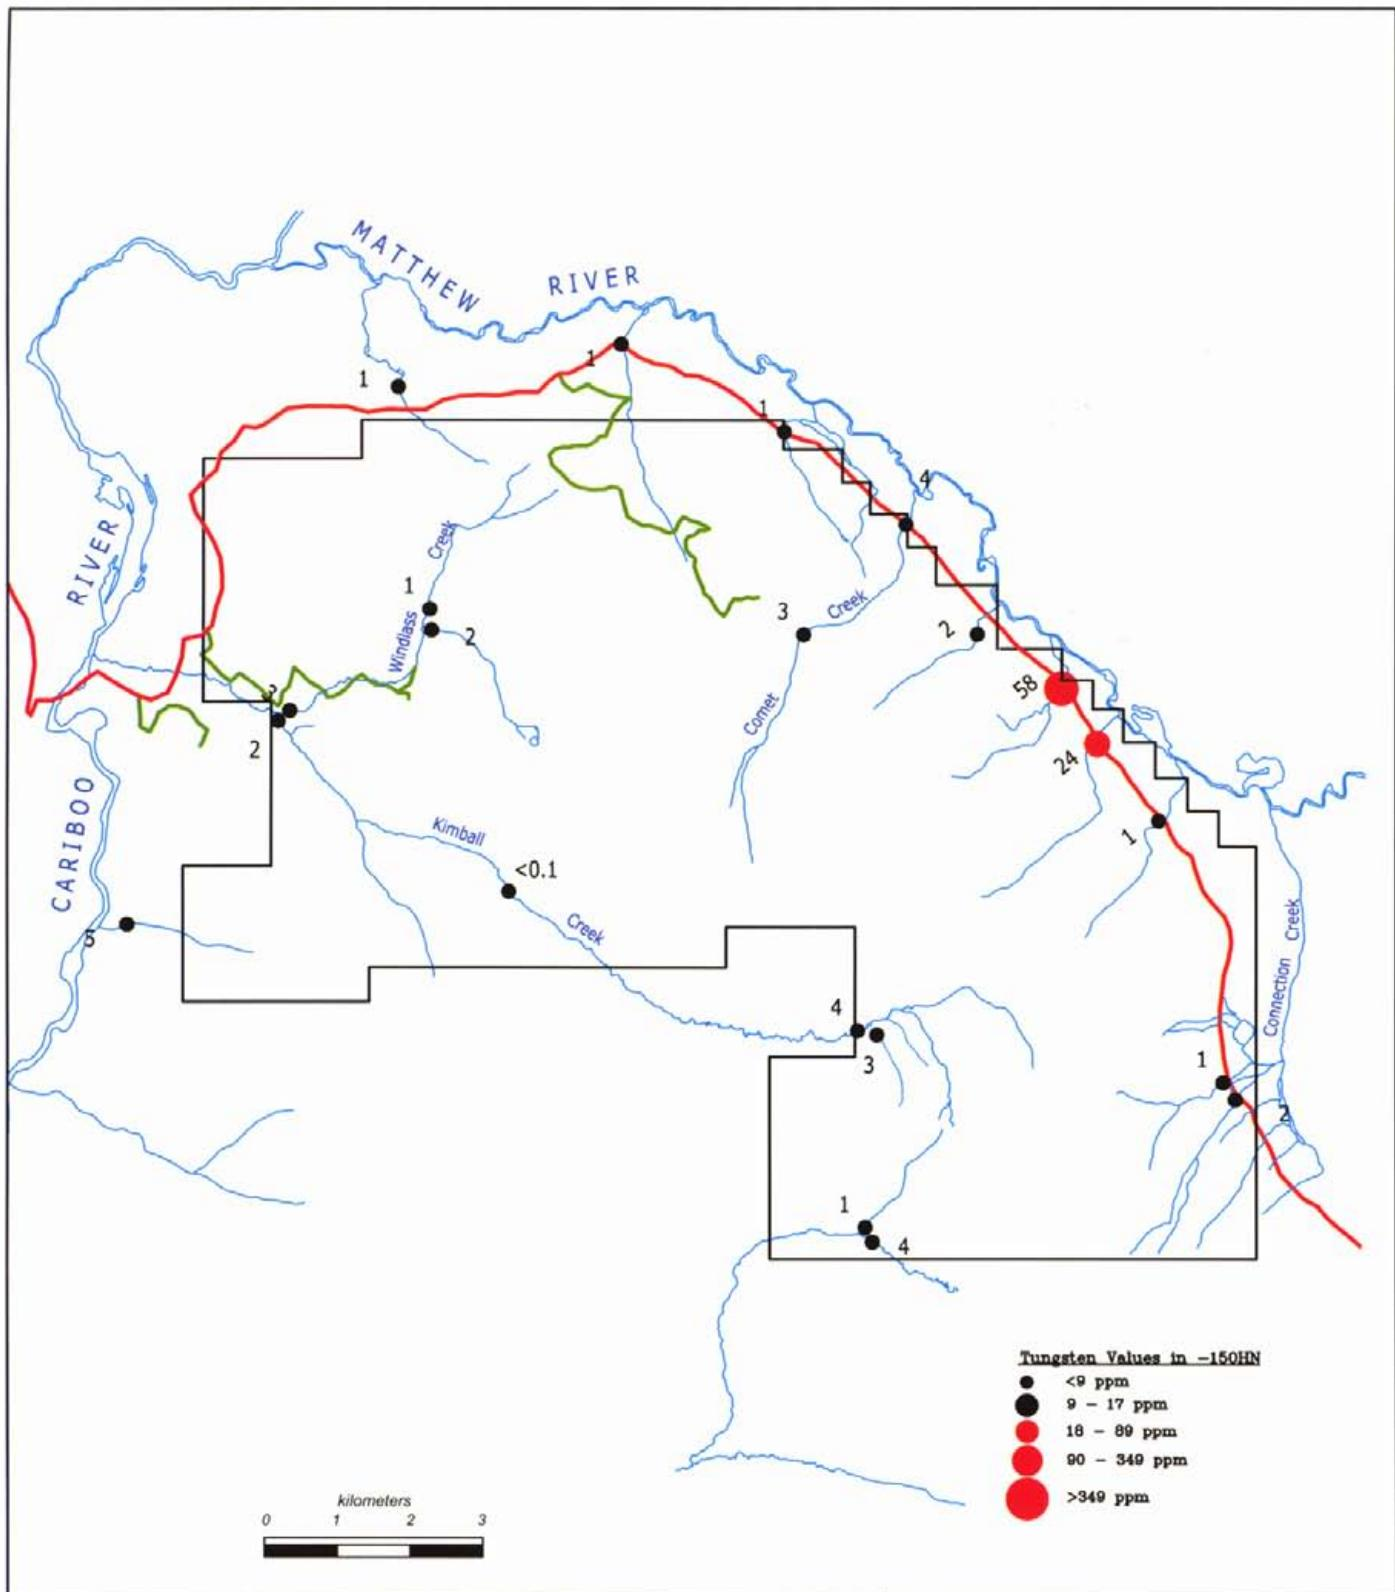 MATTHEW RIVER
1
1
1
4
RIVER
Creek
1
Windlass
2
3
Creek
2
Comet
58
24
1
3
2
CARIBOO
Kimball
<0.1
Creek
5
Connection Creek
4
3
1
2
1
4
Tungsten Values in -150HN
<9 ppm
9 - 17 ppm
18 - 89 ppm
90 - 349 ppm
>349 ppm
kilometers
0 1 2 3